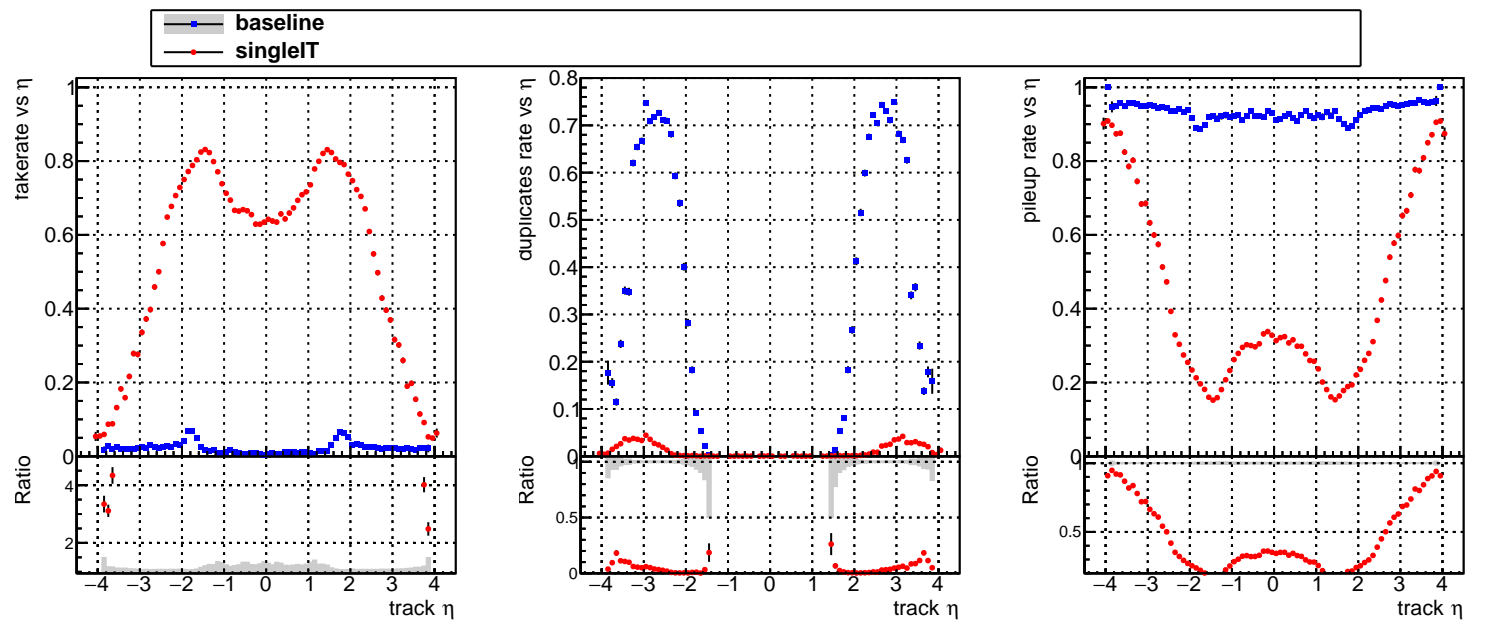 baseline
singleIT
fakerate vs η
1
0.8
0.6
0.4
0.2
0
Ratio
6
4
2
−4 −3 −2 −1 0 1 2 3 4
track η
duplicates rate vs η
0.8
0.7
0.6
0.5
0.4
0.3
0.2
0.1
0
Ratio
1
0.5
0
−4 −3 −2 −1 0 1 2 3 4
track η
pileup rate vs η
1
0.8
0.6
0.4
0.2
0
Ratio
1
0.5
−4 −3 −2 −1 0 1 2 3 4
track η